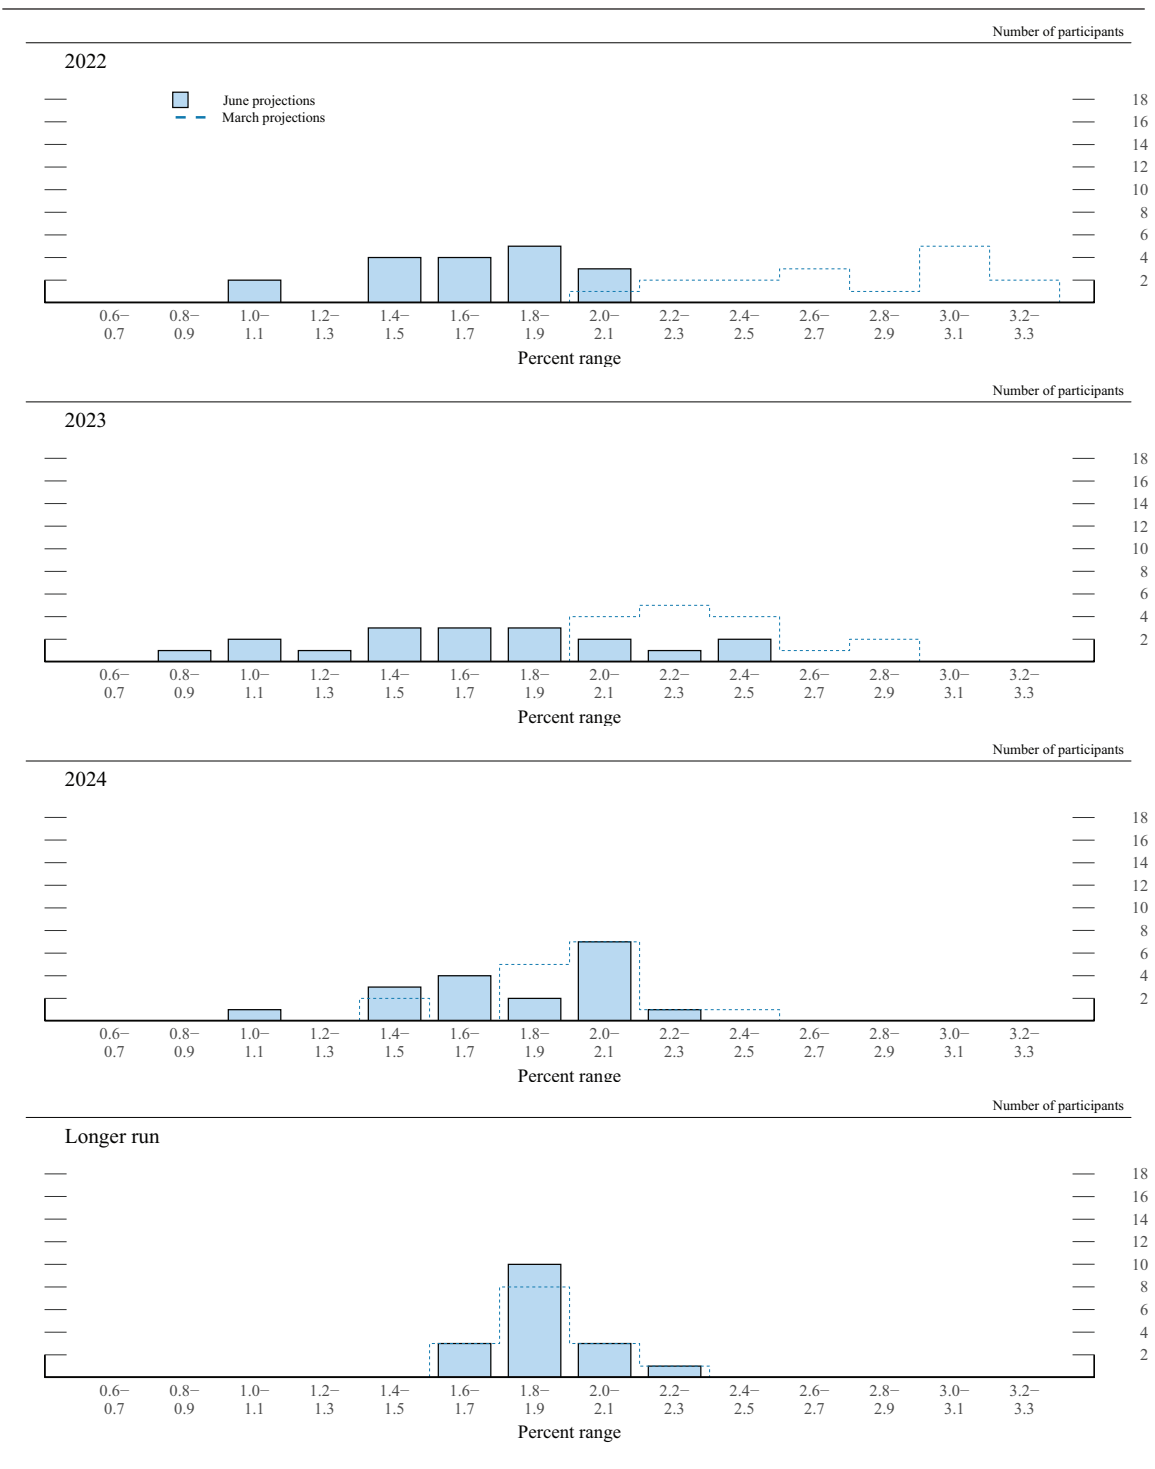 Number of participants
2022
June projections
March projections
18
16
14
12
10
8
6
4
2
0.6– 0.8– 1.0– 1.2– 1.4– 1.6– 1.8– 2.0– 2.2– 2.4– 2.6– 2.8– 3.0– 3.2–
0.7 0.9 1.1 1.3 1.5 1.7 1.9 2.1 2.3 2.5 2.7 2.9 3.1 3.3
Percent range
Number of participants
2023
18
16
14
12
10
8
6
4
2
0.6– 0.8– 1.0– 1.2– 1.4– 1.6– 1.8– 2.0– 2.2– 2.4– 2.6– 2.8– 3.0– 3.2–
0.7 0.9 1.1 1.3 1.5 1.7 1.9 2.1 2.3 2.5 2.7 2.9 3.1 3.3
Percent range
Number of participants
2024
18
16
14
12
10
8
6
4
2
0.6– 0.8– 1.0– 1.2– 1.4– 1.6– 1.8– 2.0– 2.2– 2.4– 2.6– 2.8– 3.0– 3.2–
0.7 0.9 1.1 1.3 1.5 1.7 1.9 2.1 2.3 2.5 2.7 2.9 3.1 3.3
Percent range
Number of participants
Longer run
18
16
14
12
10
8
6
4
2
0.6– 0.8– 1.0– 1.2– 1.4– 1.6– 1.8– 2.0– 2.2– 2.4– 2.6– 2.8– 3.0– 3.2–
0.7 0.9 1.1 1.3 1.5 1.7 1.9 2.1 2.3 2.5 2.7 2.9 3.1 3.3
Percent range